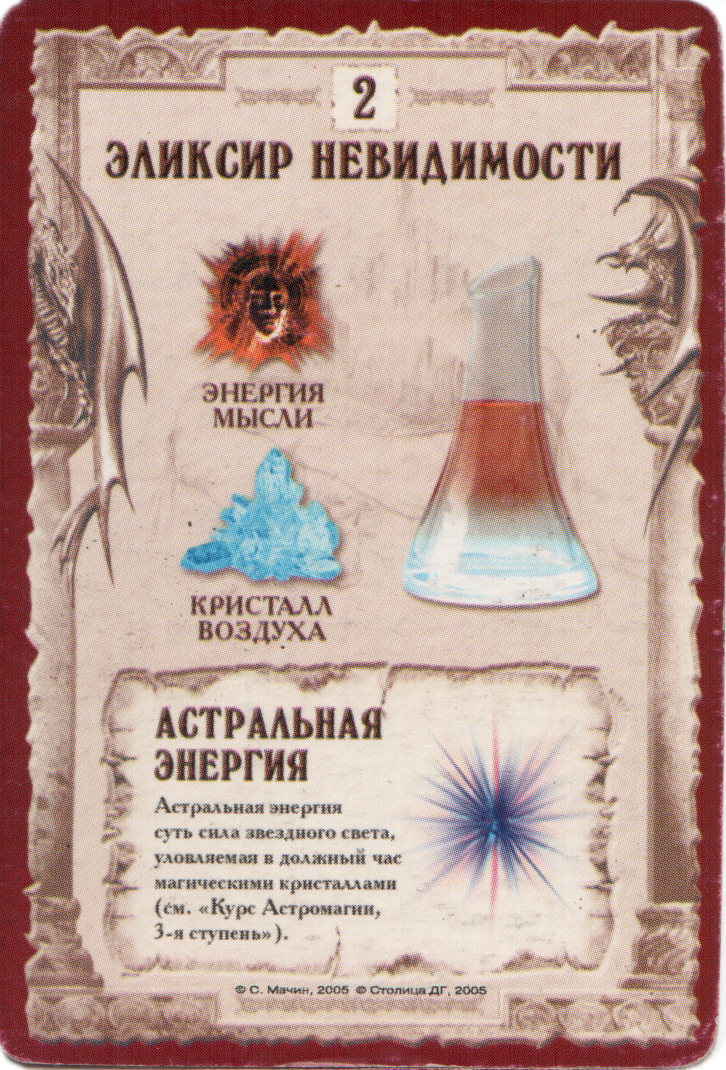 2
ЭЛИКСИР НЕВИДИМОСТИ
ЭНЕРГИЯ
МЫСЛИ
КРИСТАЛЛ
ВОЗДУХА
АСТРАЛЬНАЯ
ЭНЕРГИЯ
Астральная энергия
суть сила звездного света,
уловляемая в должный час
магическими кристаллами
(см. «Курс Астромагии,
3-я ступень»).
© С. Мачин, 2005 © Столица ДГ, 2005